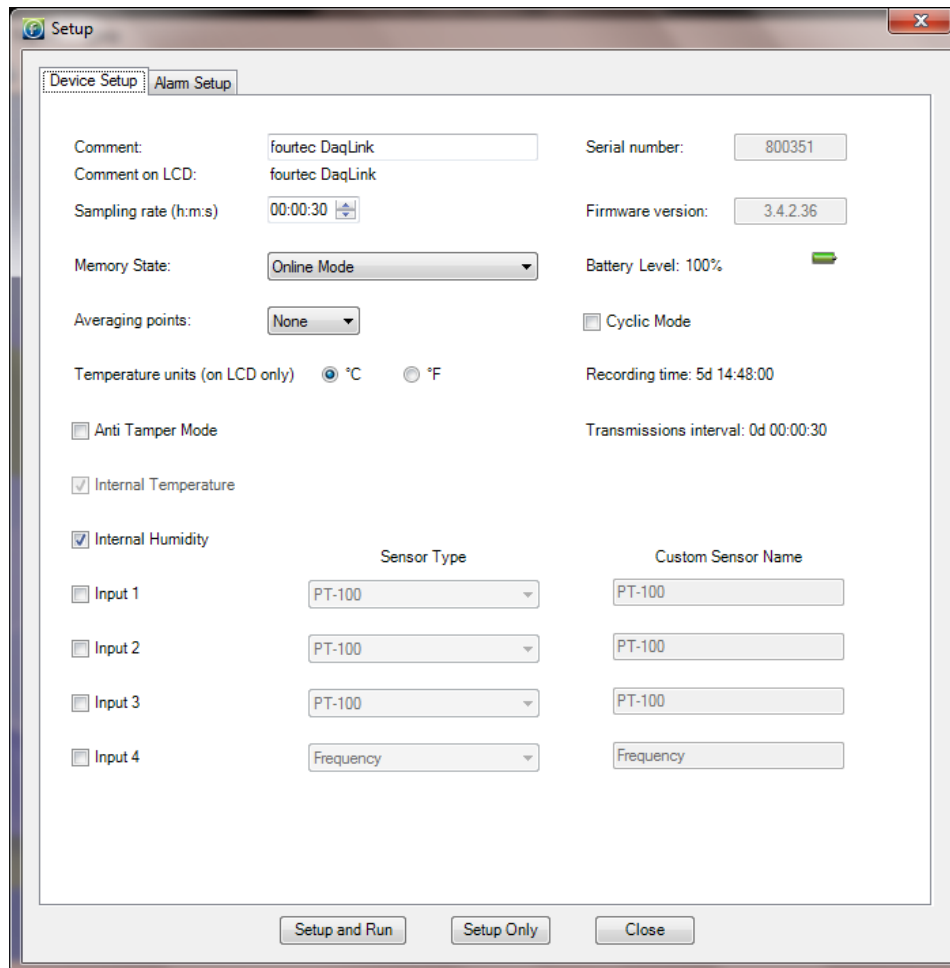 Setup
Device Setup Alarm Setup
Comment: fourtec DaqLink Serial number: 800351
Comment on LCD: fourtec DaqLink
Sampling rate (h:m:s) 00:00:30 Firmware version: 3.4.2.36
Memory State: Online Mode Battery Level: 100%
Averaging points: None Cyclic Mode
Temperature units (on LCD only) °C °F Recording time: 5d 14:48:00
Anti Tamper Mode Transmissions interval: 0d 00:00:30
Internal Temperature
Internal Humidity
Sensor Type Custom Sensor Name
Input 1 PT-100 PT-100
Input 2 PT-100 PT-100
Input 3 PT-100 PT-100
Input 4 Frequency Frequency
Setup and Run Setup Only Close